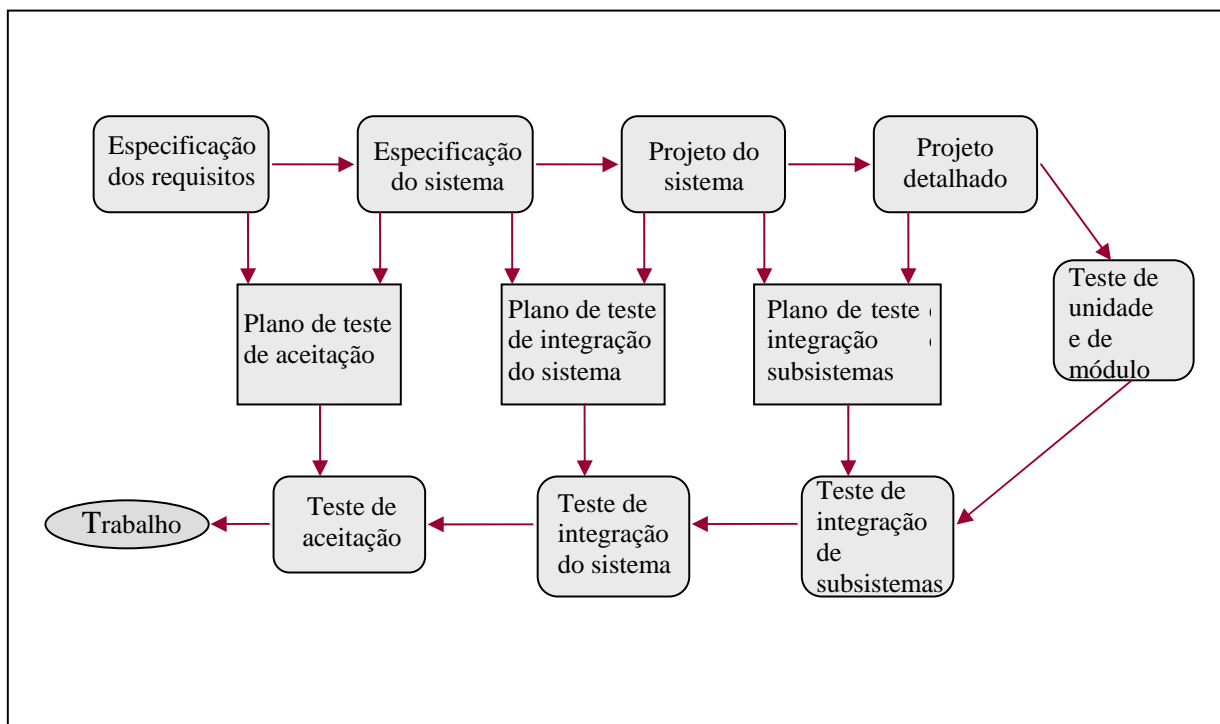 Especificação
dos requisitos
Especificação
do sistema
Projeto do
sistema
Projeto
detalhado
Teste de
unidade
e de
módulo
Plano de teste
de aceitação
Plano de teste
de integração
do sistema
Plano de teste
integração
subsistemas
Trabalho
Teste de
aceitação
Teste de
integração
do sistema
Teste de
integração
de
subsistemas